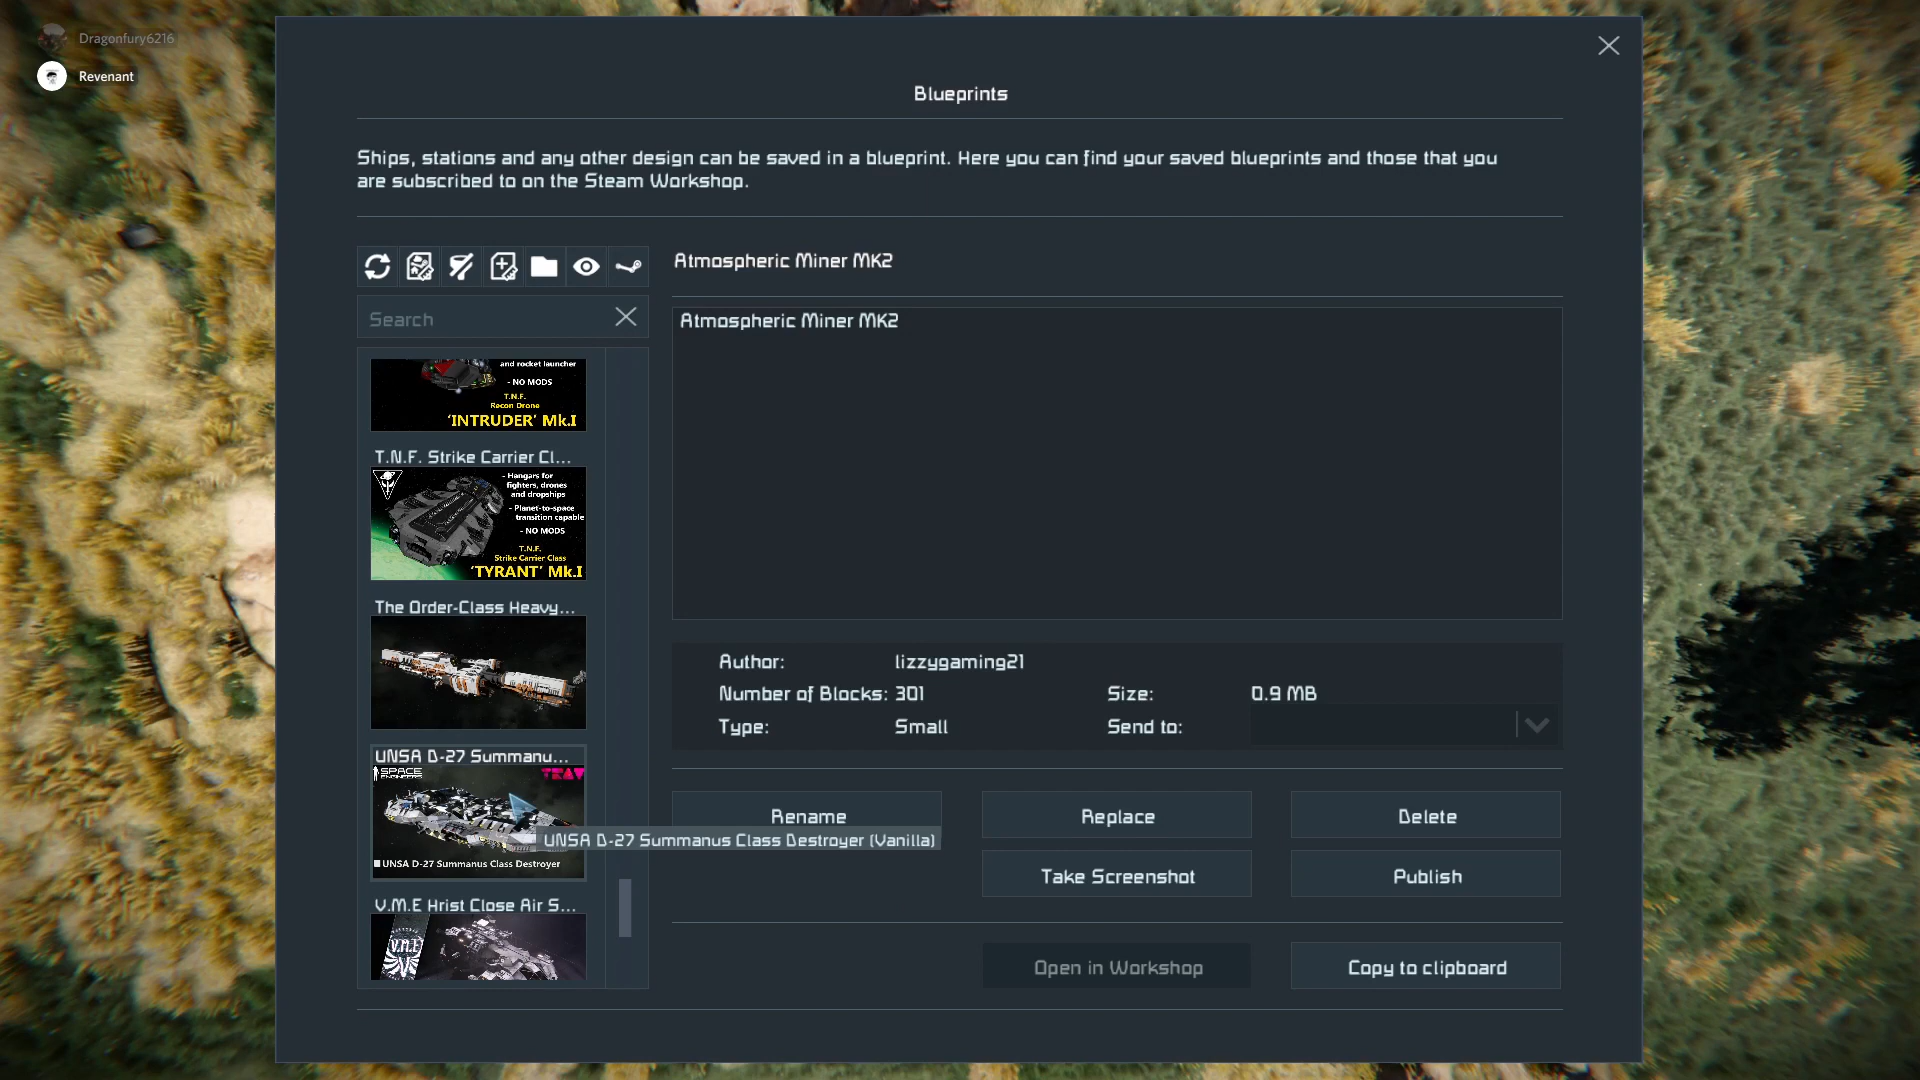 Dragonfury6216
Revenant
Blueprints
Ships, stations and any other design can be saved in a blueprint. Here you can find your saved blueprints and those that you
are subscribed to on the Steam Workshop.
Search
and rocket launcher
- NO MODS
T.N.F.
Recon Drone
'INTRUDER' Mk.I
T.N.F. Strike Carrier Cl...
- Hangars for
fighters, drones
and dropships
- Planet-to-space
transition capable
- NO MODS
T.N.F.
Strike Carrier Class
'TYRANT' Mk.I
The Order-Class Heavy...
UNSA D-27 Summanu...
SPACE
ENGINEERS
UNSA D-27 Summanus Class Destroyer
UNSA D-27 Summanus Class Destroyer (Vanilla)
V.M.E Hrist Close Air S...
V.M.E
Atmospheric Miner MK2
Atmospheric Miner MK2
Author: lizzygaming21
Number of Blocks: 301 Size: 0.9 MB
Type: Small Send to:
Rename Replace Delete
Take Screenshot Publish
Open in Workshop Copy to clipboard